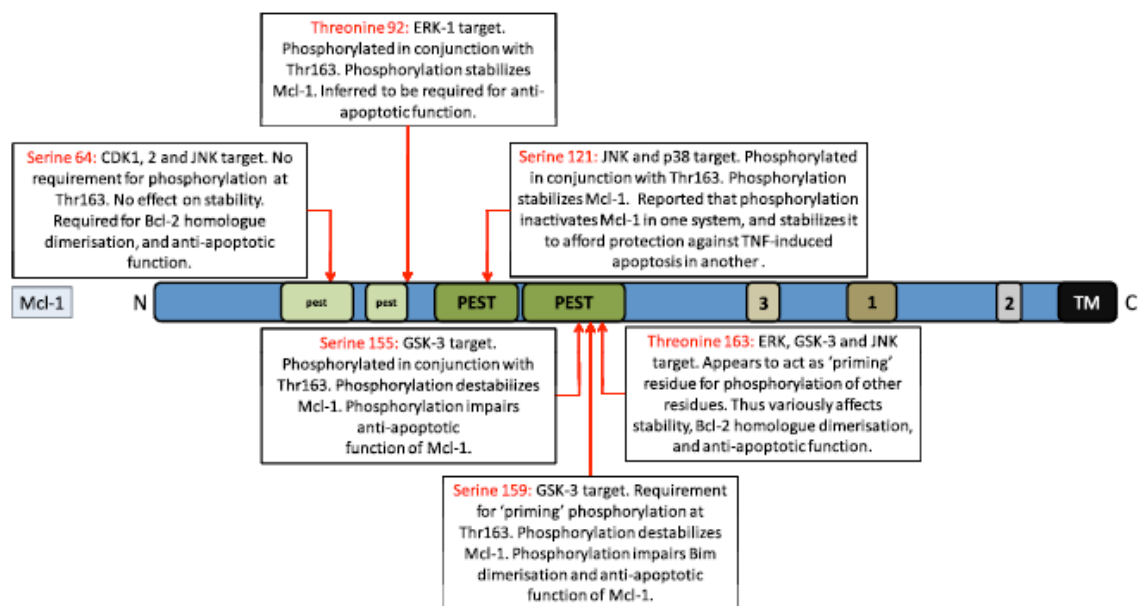 Threonine 92: ERK-1 target.
Phosphorylated in conjunction with
Thr163. Phosphorylation stabilizes
Mcl-1. Inferred to be required for anti-
apoptotic function.
Serine 64: CDK1, 2 and JNK target. No
requirement for phosphorylation at
Thr163. No effect on stability.
Required for Bcl-2 homologue
dimerisation, and anti-apoptotic
function.
Serine 121: JNK and p38 target. Phosphorylated
in conjunction with Thr163. Phosphorylation
stabilizes Mcl-1. Reported that phosphorylation
inactivates Mcl-1 in one system, and stabilizes it
to afford protection against TNF-induced
apoptosis in another .
Mcl-1 N pest pest PEST PEST 3 1 2 TM C
Serine 155: GSK-3 target.
Phosphorylated in conjunction with
Thr163. Phosphorylation destabilizes
Mcl-1. Phosphorylation impairs
anti-apoptotic
function of Mcl-1.
Threonine 163: ERK, GSK-3 and JNK
target. Appears to act as ‘priming’
residue for phosphorylation of other
residues. Thus variously affects
stability, Bcl-2 homologue dimerisation,
and anti-apoptotic function.
Serine 159: GSK-3 target. Requirement
for ‘priming’ phosphorylation at
Thr163. Phosphorylation destabilizes
Mcl-1. Phosphorylation impairs Bim
dimerisation and anti-apoptotic
function of Mcl-1.